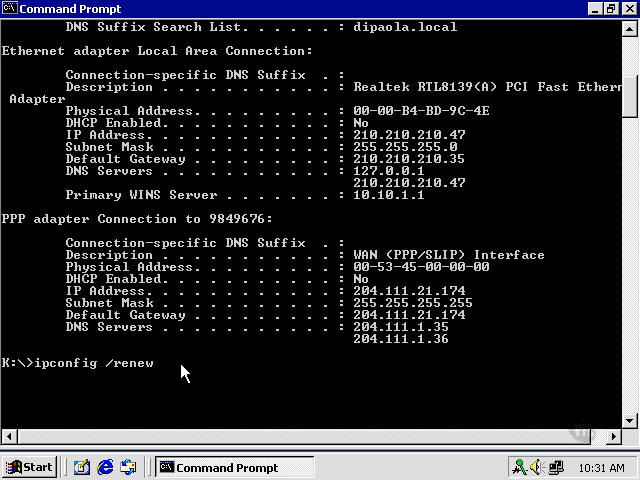 Command Prompt
DNS Suffix Search List. . . . . . : dipaola.local
Ethernet adapter Local Area Connection:
Connection-specific DNS Suffix  . :
Description . . . . . . . . . . . : Realtek RTL8139(A) PCI Fast Ethern
Adapter
Physical Address. . . . . . . . . : 00-00-B4-BD-9C-4E
DHCP Enabled. . . . . . . . . . . : No
IP Address. . . . . . . . . . . . : 210.210.210.47
Subnet Mask . . . . . . . . . . . : 255.255.255.0
Default Gateway . . . . . . . . . : 210.210.210.35
DNS Servers . . . . . . . . . . . : 127.0.0.1
210.210.210.47
Primary WINS Server . . . . . . . : 10.10.1.1
PPP adapter Connection to 9849676:
Connection-specific DNS Suffix  . :
Description . . . . . . . . . . . : WAN (PPP/SLIP) Interface
Physical Address. . . . . . . . . : 00-53-45-00-00-00
DHCP Enabled. . . . . . . . . . . : No
IP Address. . . . . . . . . . . . : 204.111.21.174
Subnet Mask . . . . . . . . . . . : 255.255.255.255
Default Gateway . . . . . . . . . : 204.111.21.174
DNS Servers . . . . . . . . . . . : 204.111.1.35
204.111.1.36
K:\>ipconfig /renew
Start
Command Prompt
10:31 AM